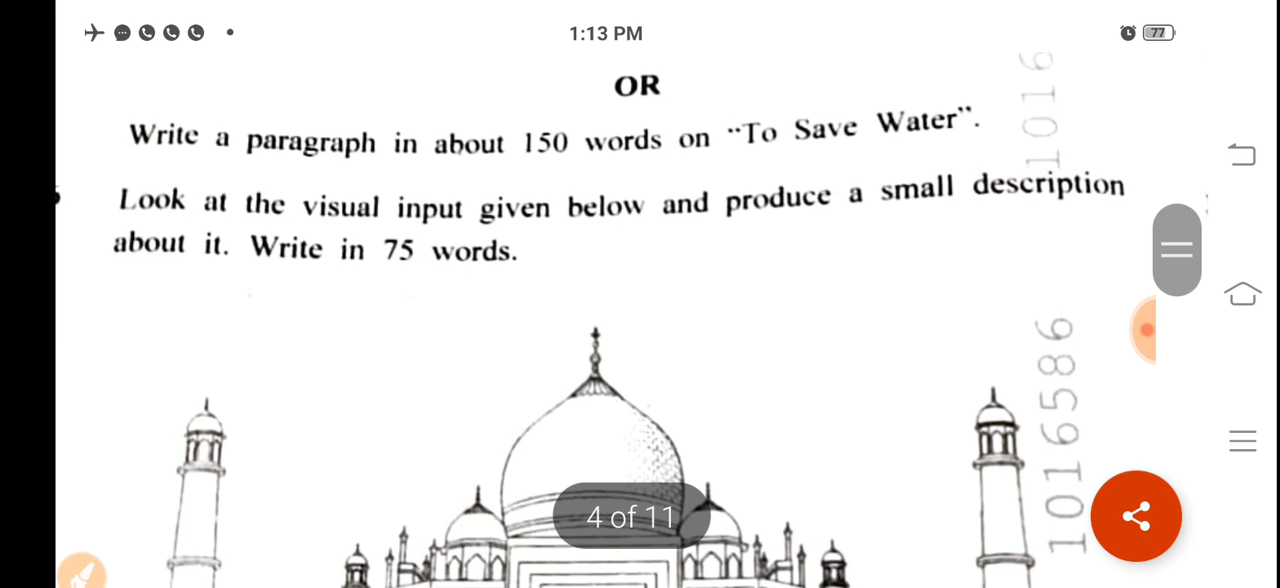 1:13 PM
77
OR
Write a paragraph in about 150 words on “To Save Water”.
Look at the visual input given below and produce a small description
about it. Write in 75 words.
1016
1016586
4 of 11